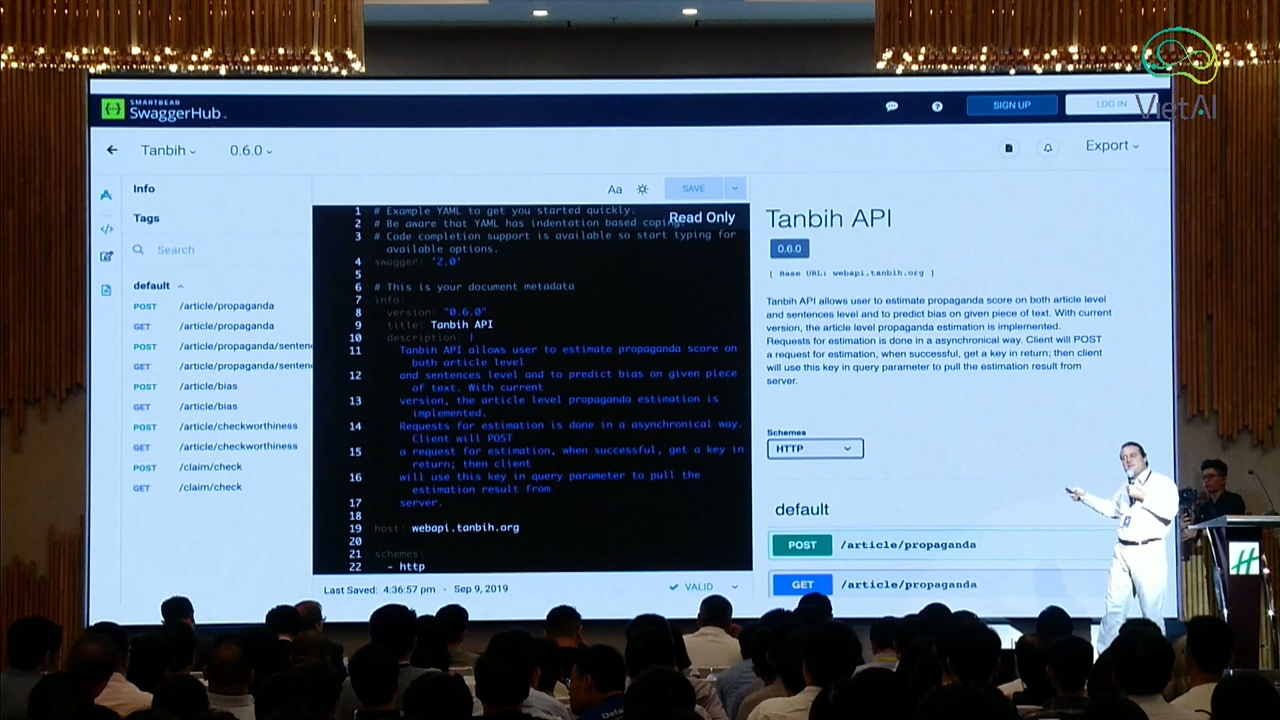 VietAI
SMARTBEAR
SwaggerHub
SIGN UP
LOG IN
Tanbih
0.6.0
Export
Info
Tags
Search
default
POST /article/propaganda
GET /article/propaganda
POST /article/propaganda/senten
GET /article/propaganda/senten
POST /article/bias
GET /article/bias
POST /article/checkworthiness
GET /article/checkworthiness
POST /claim/check
GET /claim/check
Aa
SAVE
Read Only
1 # Example YAML to get you started quickly.
2 # Be aware that YAML has indentation based coping.
3 # Code completion support is available so start typing for
available options.
4 swagger: '2.0'
5
6 # This is your document metadata
7 info:
8 version: "0.6.0"
9 title: Tanbih API
10 description: |
11 Tanbih API allows user to estimate propaganda score on
both article level
12 and sentences level and to predict bias on given piece
of text. With current
13 version, the article level propaganda estimation is
implemented.
14 Requests for estimation is done in a asynchronical way.
Client will POST
15 a request for estimation, when successful, get a key in
return; then client
16 will use this key in query parameter to pull the
estimation result from
17 server.
18
19 host: webapi.tanbih.org
20
21 schemes:
22 - http
Last Saved: 4:36:57 pm - Sep 9, 2019
VALID
Tanbih API
0.6.0
[ Base URL: webapi.tanbih.org ]
Tanbih API allows user to estimate propaganda score on both article level
and sentences level and to predict bias on given piece of text. With current
version, the article level propaganda estimation is implemented.
Requests for estimation is done in a asynchronical way. Client will POST
a request for estimation, when successful, get a key in return; then client
will use this key in query parameter to pull the estimation result from
server.
Schemes
HTTP
default
POST /article/propaganda
GET /article/propaganda
H